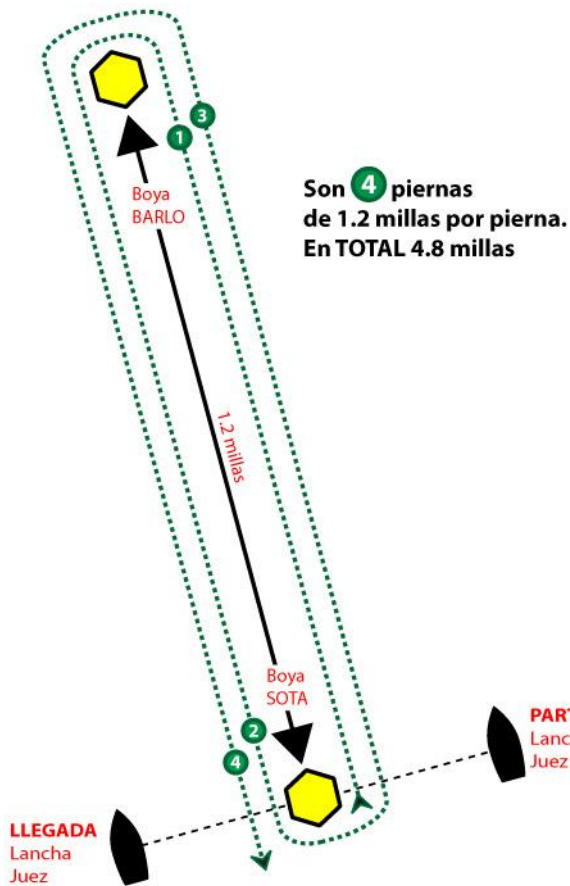 3
1
Boya
BARLO
Son 4 piernas
de 1.2 millas por pierna.
En TOTAL 4.8 millas
1.2 millas
Boya
SOTA
2
4
Juez
LLEGADA
Lancha
Juez